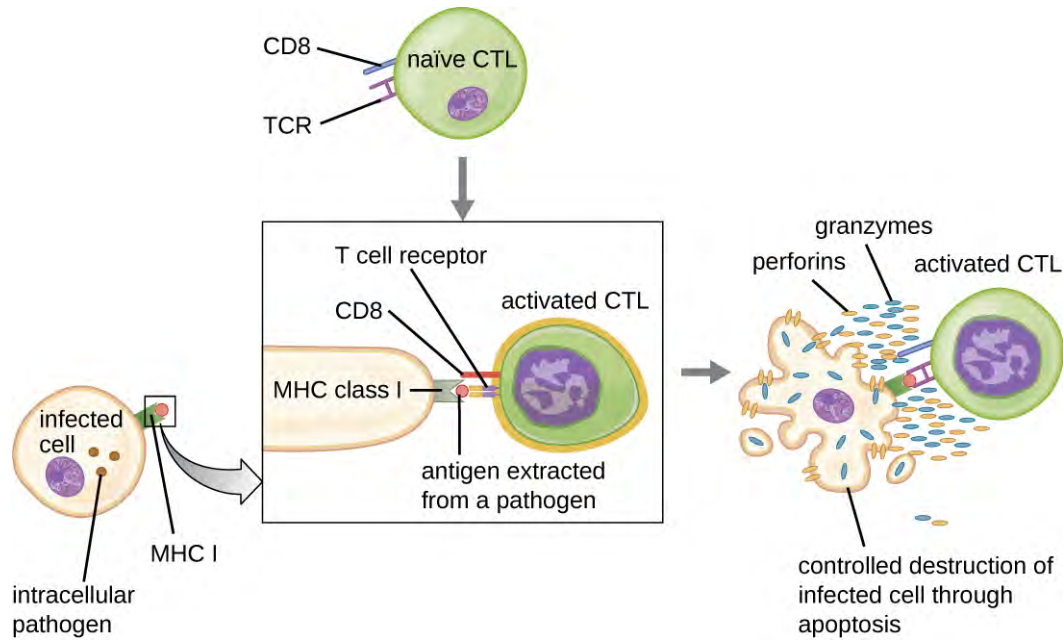 CD8
naïve CTL
TCR
T cell receptor
CD8
activated CTL
MHC class I
antigen extracted
from a pathogen
infected
cell
MHC I
intracellular
pathogen
granzymes
perforins
activated CTL
controlled destruction of
infected cell through
apoptosis